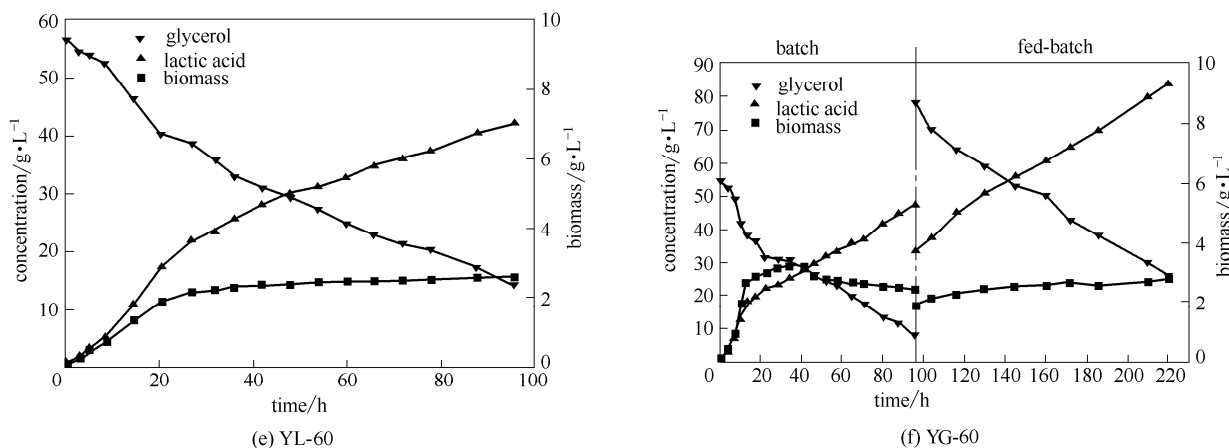 60
50
40
30
20
10
concentration/g·L⁻¹
glycerol
lactic acid
biomass
10
8
6
4
2
0
biomass/g·L⁻¹
0 20 40 60 80 100
time/h
(e) YL-60
batch
fed-batch
90
80
70
60
50
40
30
20
10
concentration/g·L⁻¹
glycerol
lactic acid
biomass
10
8
6
4
2
0
biomass/g·L⁻¹
0 20 40 60 80 100 120 140 160 180 200 220
time/h
(f) YG-60